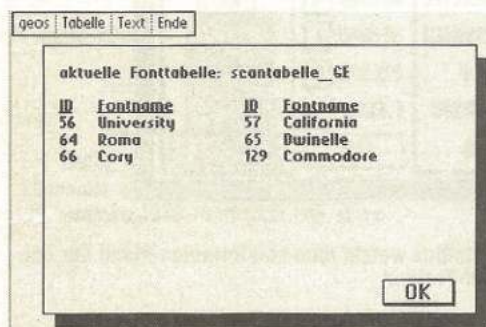 geos Tabelle Text Ende
aktuelle Fonttabelle: scantabelle_GE
ID Fontname ID Fontname
56 University 57 California
64 Roma 65 Dwinelle
66 Cory 129 Commodore
OK